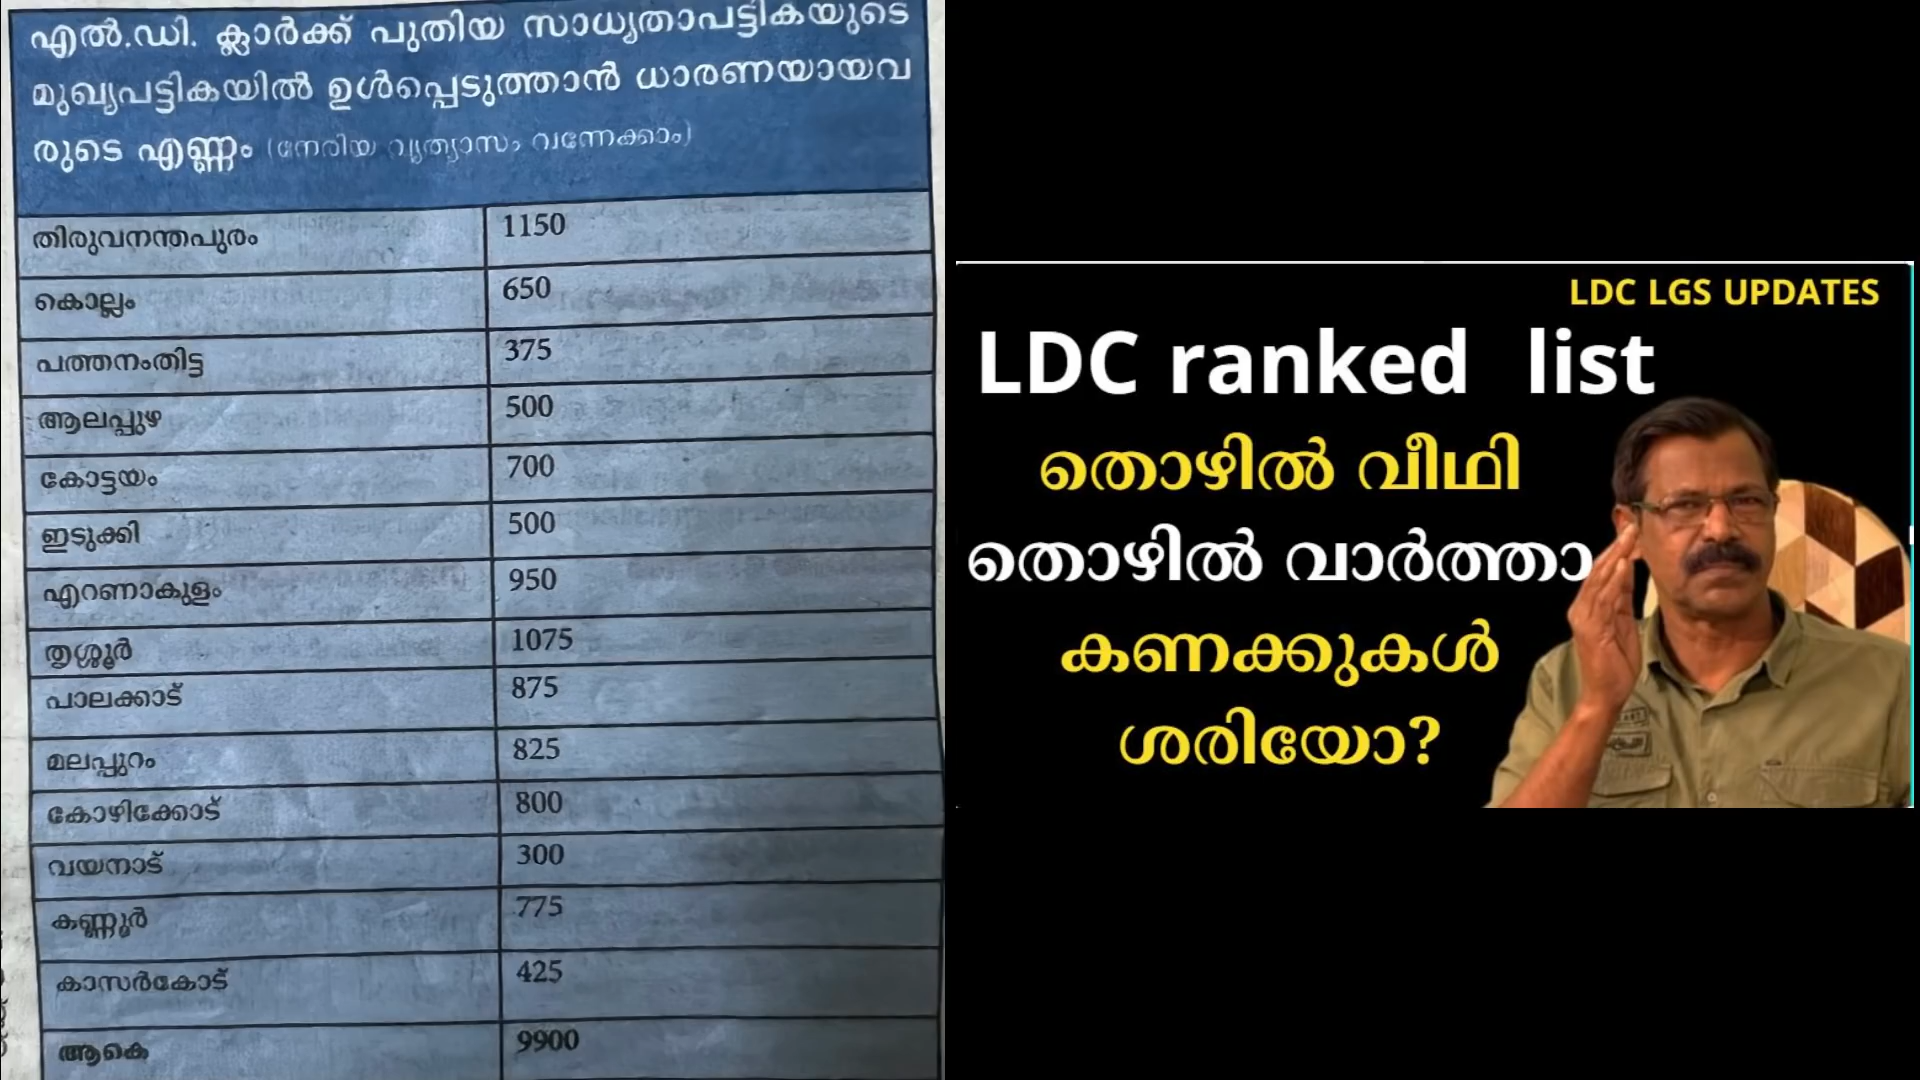 എൽ.ഡി. ക്ലാർക്ക് പുതിയ സാധ്യതാപട്ടികയുടെ
മുഖ്യപട്ടികയിൽ ഉൾപ്പെടുത്താൻ ധാരണയായവ
രുടെ എണ്ണം (നേരിയ വ്യത്യാസം വന്നേക്കാം)
തിരുവനന്തപുരം 1150
കൊല്ലം 650
പത്തനംതിട്ട 375
ആലപ്പുഴ 500
കോട്ടയം 700
ഇടുക്കി 500
എറണാകുളം 950
തൃശ്ശൂർ 1075
പാലക്കാട് 875
മലപ്പുറം 825
കോഴിക്കോട് 800
വയനാട് 300
കണ്ണൂർ 775
കാസർകോട് 425
ആകെ 9900
LDC LGS UPDATES
LDC ranked list
തൊഴിൽ വീഥി
തൊഴിൽ വാർത്താ
കണക്കുകൾ
ശരിയോ?